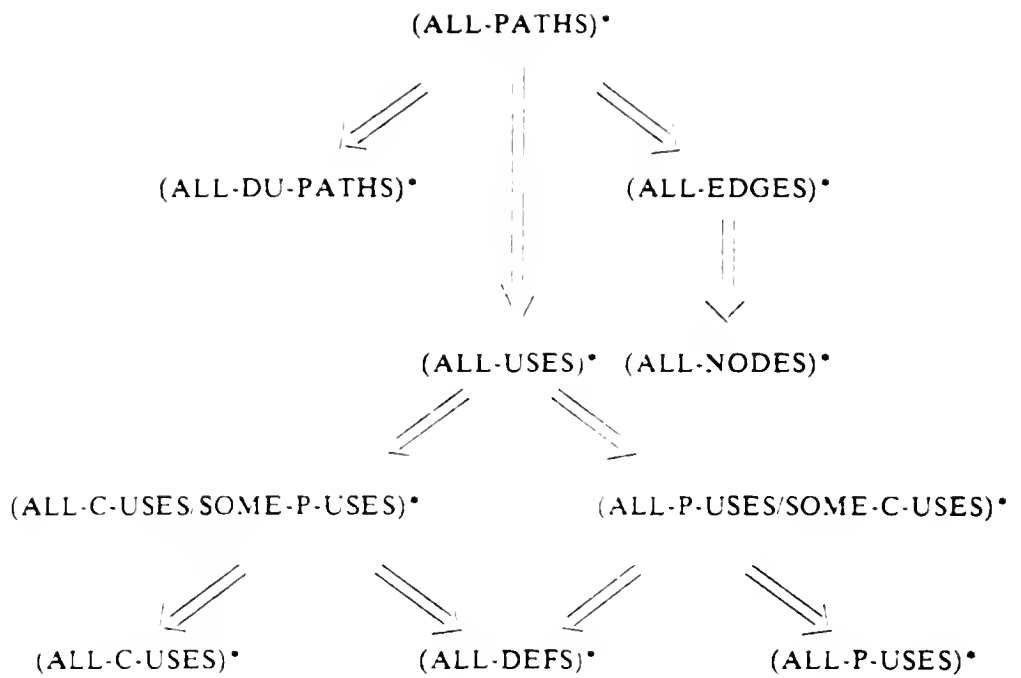 (ALL-PATHS)*
(ALL-DU-PATHS)* (ALL-EDGES)*
(ALL-USES)* (ALL-NODES)*
(ALL-C-USES/SOME-P-USES)* (ALL-P-USES/SOME-C-USES)*
(ALL-C-USES)* (ALL-DEFS)* (ALL-P-USES)*